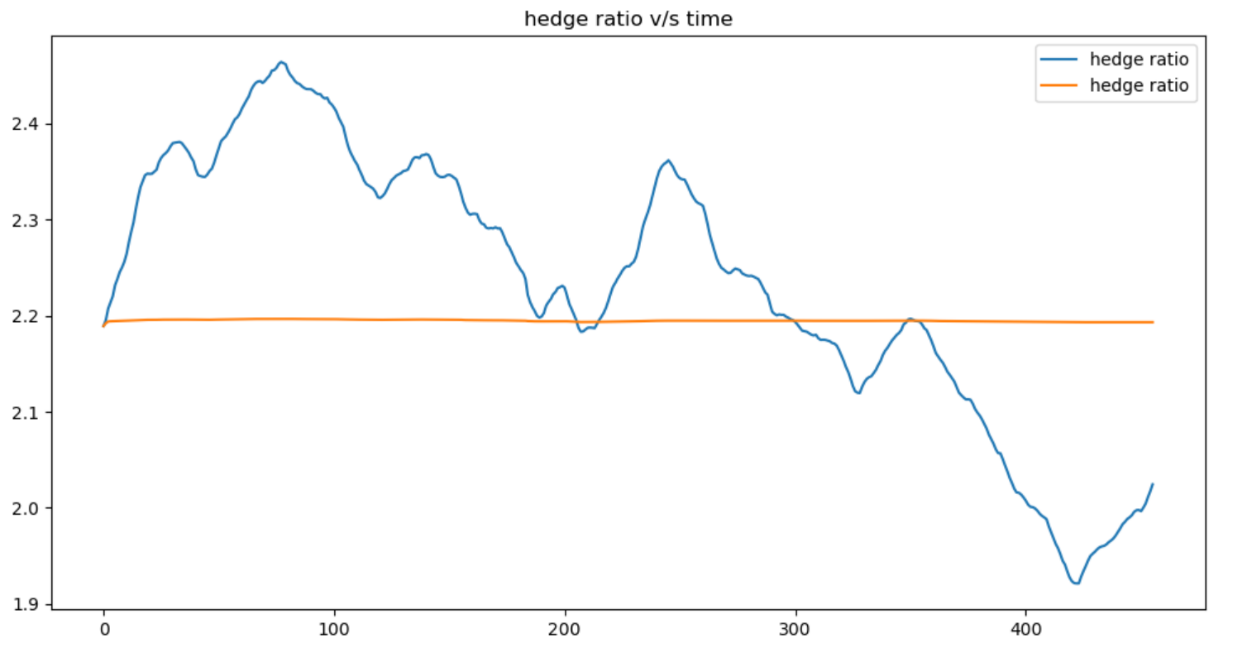 hedge ratio v/s time
hedge ratio
hedge ratio
2.4
2.3
2.2
2.1
2.0
1.9
0 100 200 300 400